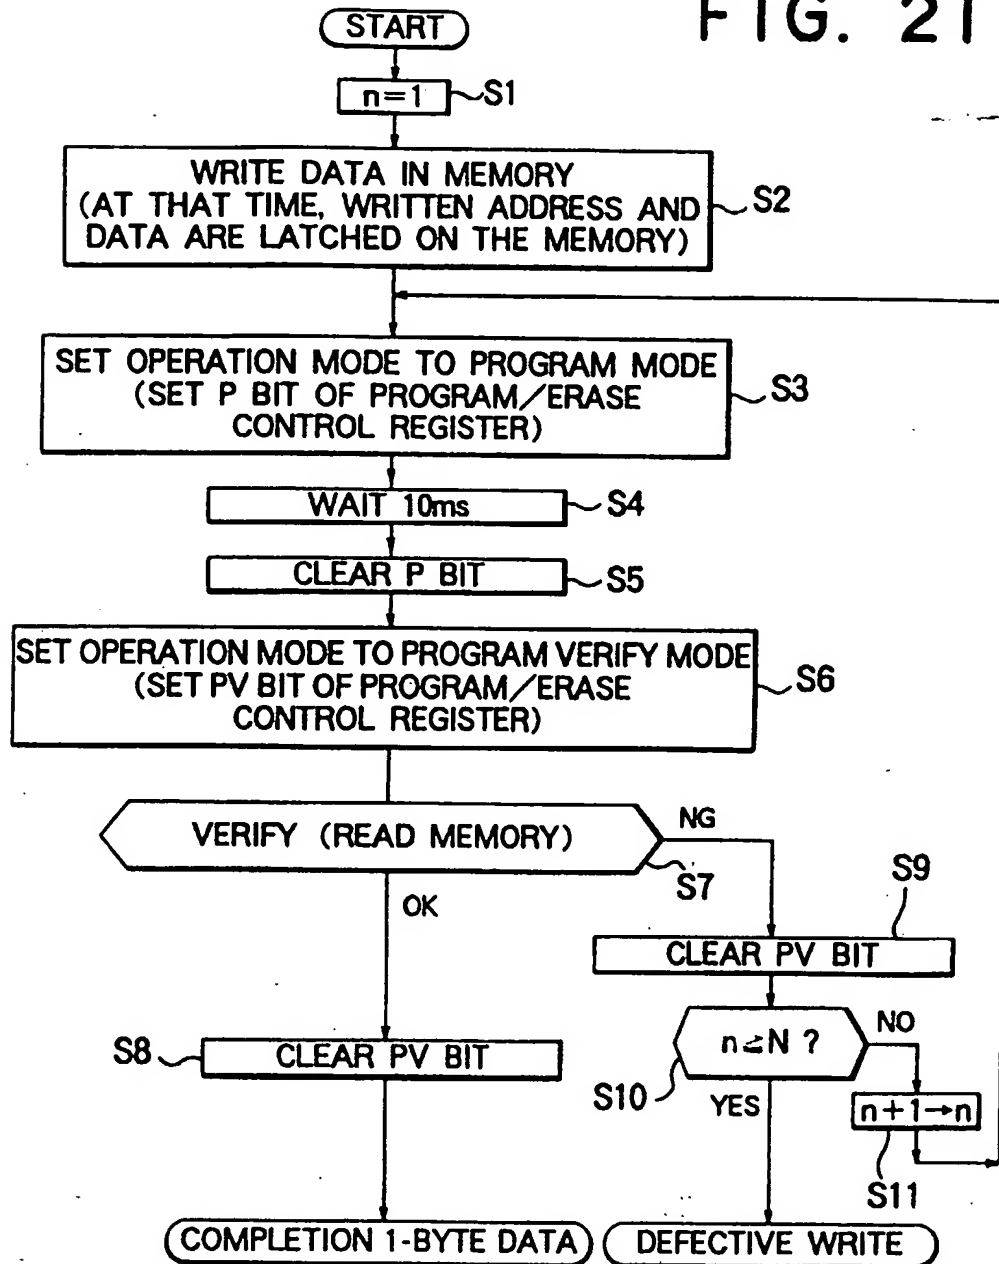 FIG. 21
START
n=1
S1
WRITE DATA IN MEMORY
(AT THAT TIME, WRITTEN ADDRESS AND
DATA ARE LATCHED ON THE MEMORY)
S2
SET OPERATION MODE TO PROGRAM MODE
(SET P BIT OF PROGRAM/ERASE
CONTROL REGISTER)
S3
WAIT 10ms
S4
CLEAR P BIT
S5
SET OPERATION MODE TO PROGRAM VERIFY MODE
(SET PV BIT OF PROGRAM/ERASE
CONTROL REGISTER)
S6
VERIFY (READ MEMORY)
NG
S7
OK
S9
CLEAR PV BIT
n≥N ?
NO
S10
YES
S8
CLEAR PV BIT
n+1→n
S11
COMPLETION 1-BYTE DATA
DEFECTIVE WRITE